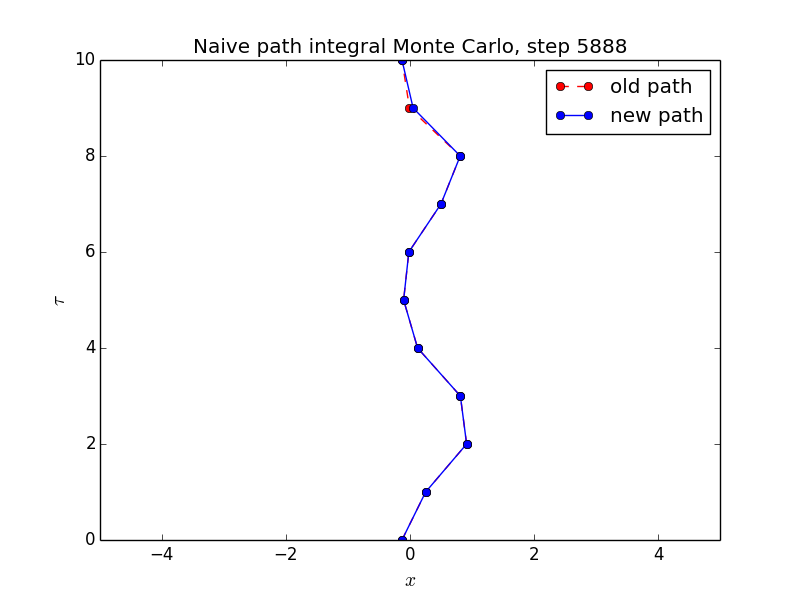 Naive path integral Monte Carlo, step 5888
old path
new path
10
8
6
4
2
0
τ
−4 −2 0 2 4
x